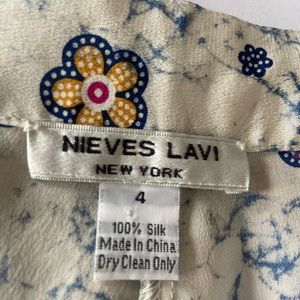 NIEVES LAVI
NEW YORK
4
100% Silk
Made In China
Dry Clean Only